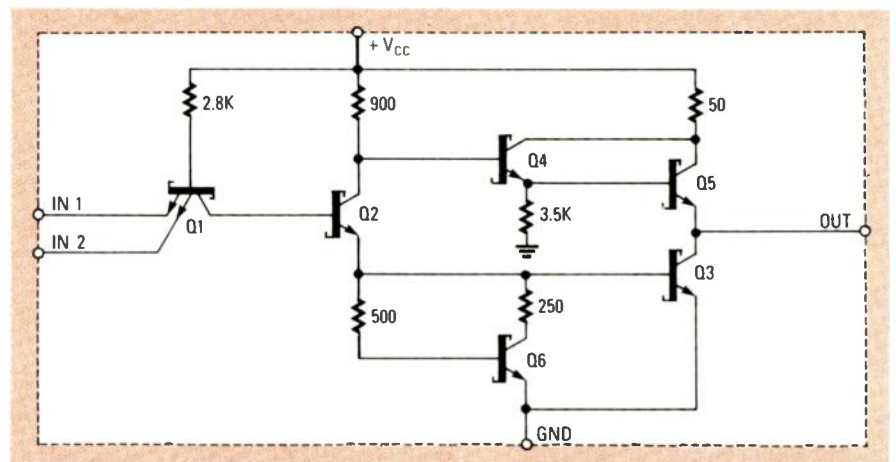 + VCC
2.8K
900
50
Q4
Q5
IN 1
Q1
Q2
3.5K
OUT
IN 2
Q3
500
250
Q6
GND